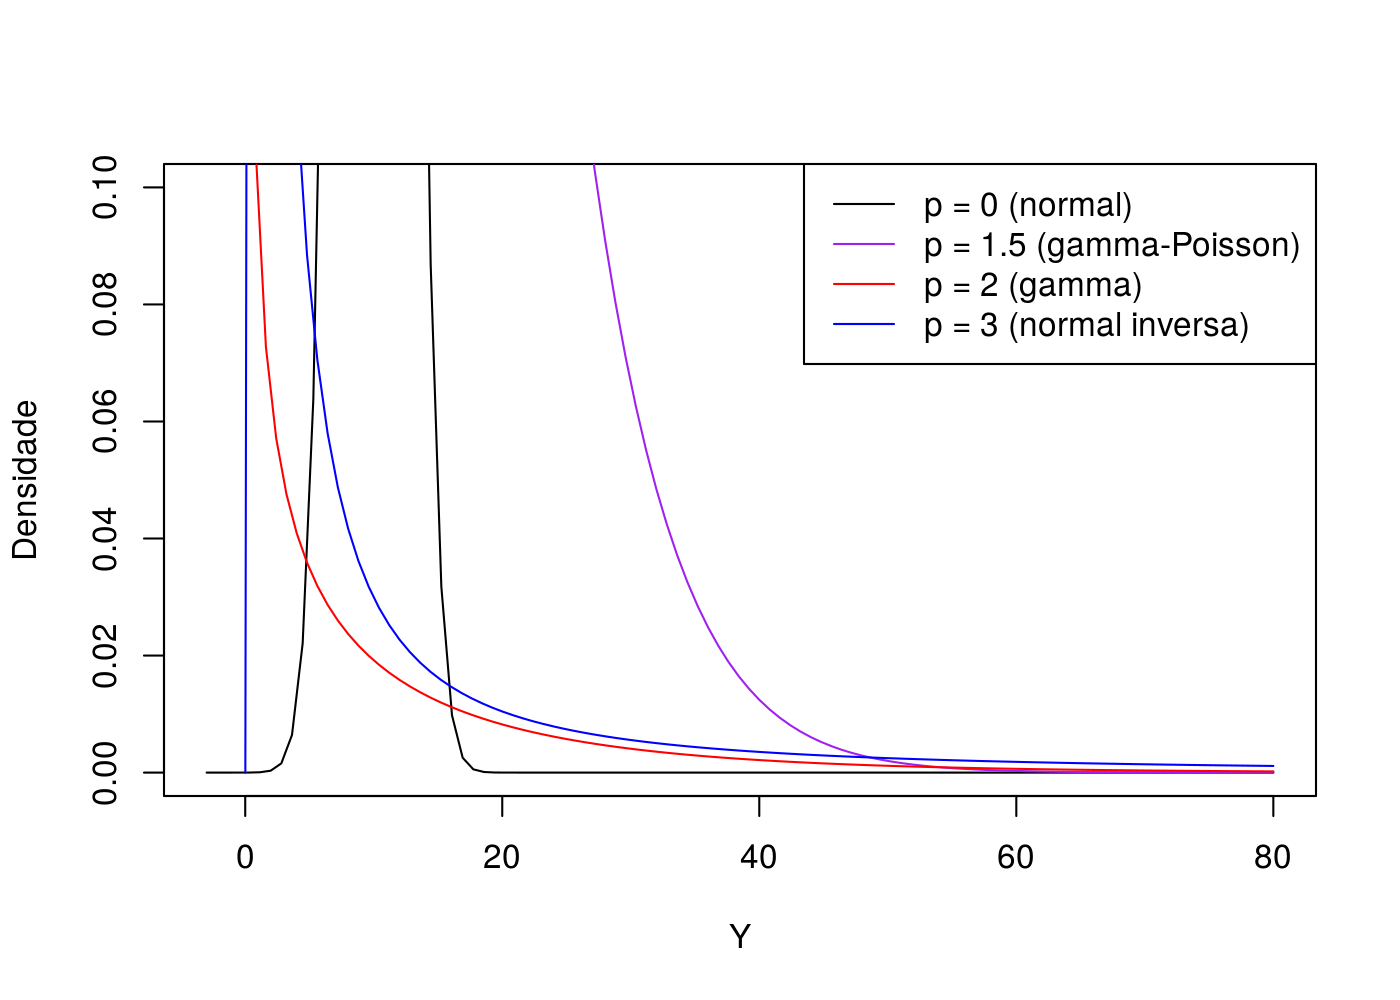 p = 0 (normal)
p = 1.5 (gamma-Poisson)
p = 2 (gamma)
p = 3 (normal inversa)
Densidade
0.10
0.08
0.06
0.04
0.02
0.00
0 20 40 60 80
Y